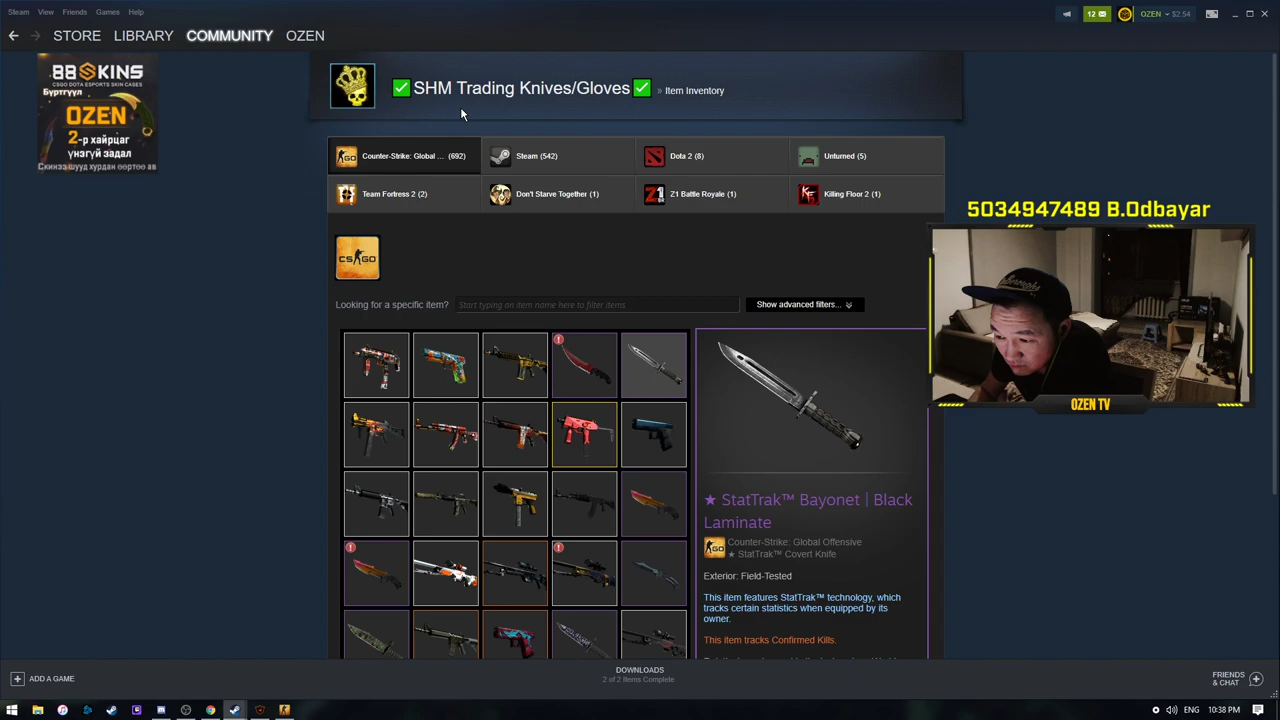 Steam View Friends Games Help
12 OZEN $2.54
STORE LIBRARY COMMUNITY OZEN
88SKINS
CSGO DOTA ESPORTS SKIN CASES
Бүртгүүл
OZEN
2-р хайрцаг
үнэгүй задал
Скинээ шууд хурдан өөртөө ав
✅ SHM Trading Knives/Gloves ✅ » Item Inventory
Counter-Strike: Global ... (692) Steam (542) Dota 2 (8) Unturned (5)
Team Fortress 2 (2) Don't Starve Together (1) Z1 Battle Royale (1) Killing Floor 2 (1)
CS GO
5034947489 B.Odbayar
Looking for a specific item? Start typing an item name here to filter items Show advanced filters...
OZEN TV
★ StatTrak™ Bayonet | Black
Laminate
Counter-Strike: Global Offensive
★ StatTrak™ Covert Knife
Exterior: Field-Tested
This item features StatTrak™ technology, which
tracks certain statistics when equipped by its
owner.
This item tracks Confirmed Kills.
ADD A GAME
DOWNLOADS
2 of 2 Items Complete
FRIENDS
& CHAT
ENG 10:38 PM